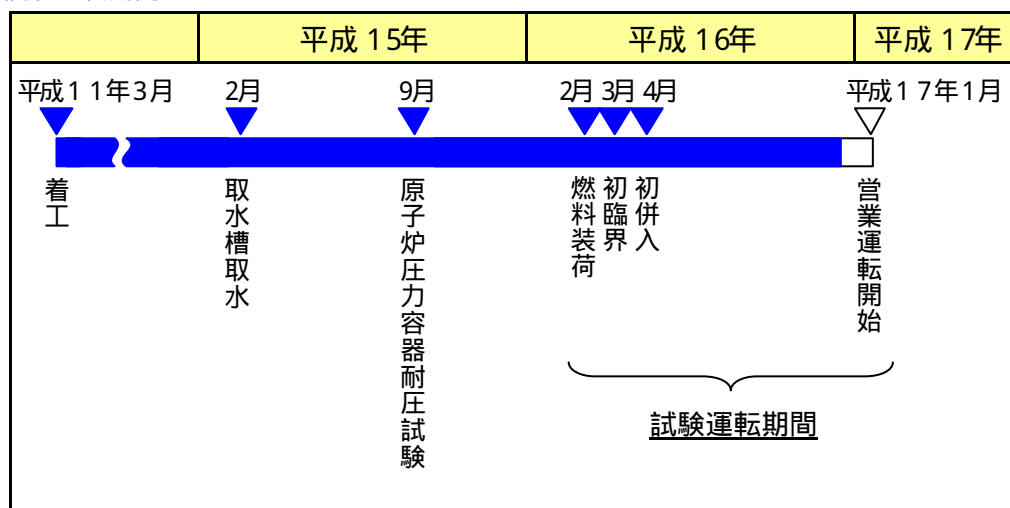 平成 15年
平成 16年
平成 17年
平成11年3月
2月
9月
2月
3月
4月
平成17年1月
着工
取水槽取水
原子炉圧力容器耐圧試験
燃料装荷
初臨界
初併入
営業運転開始
試験運転期間